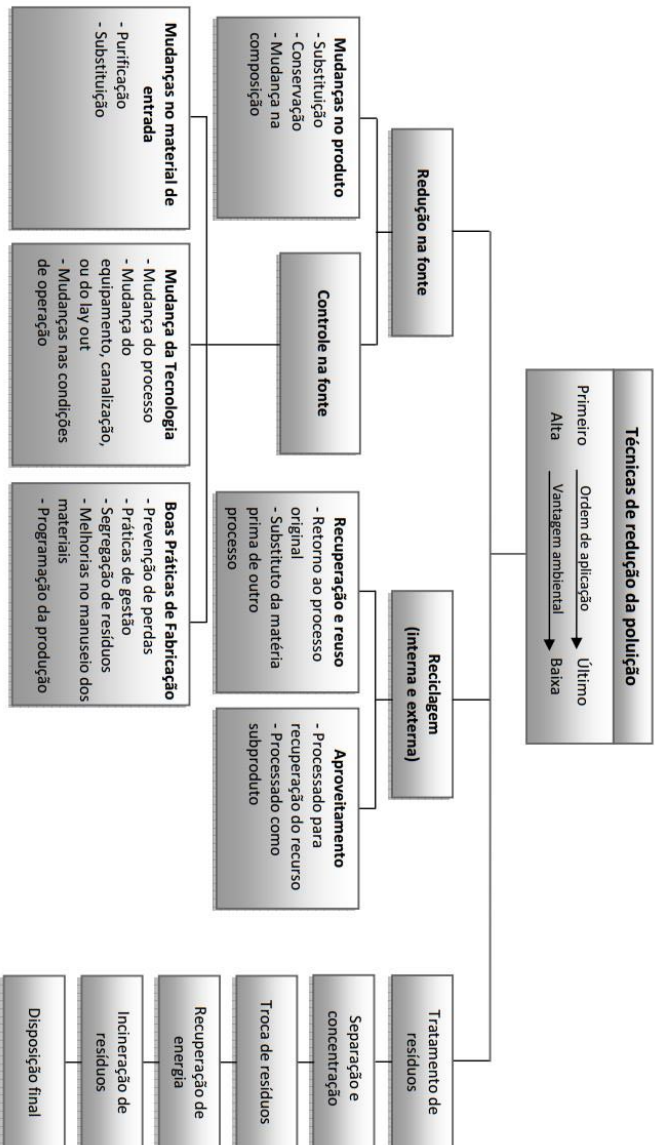 Técnicas de redução da poluição
Primeiro
Ordem de aplicação
Último
Alta
Vantagem ambiental
Baixa
Redução na fonte
Mudanças no produto
- Substituição
- Conservação
- Mudança na
composição
Controle na fonte
Mudanças no material de
entrada
- Purificação
- Substituição
Mudança da Tecnologia
- Mudança do processo
- Mudança do
equipamento, canalização,
ou do lay out
- Mudanças nas condições
de operação
Boas Práticas de Fabricação
- Prevenção de perdas
- Práticas de gestão
- Segregação de resíduos
- Melhorias no manuseio dos
materiais
- Programação da produção
Reciclagem
(interna e externa)
Recuperação e reuso
- Retorno ao processo
original
- Substituto da matéria
prima de outro
processo
Aproveitamento
- Processado para
recuperação do recurso
- Processado como
subproduto
Tratamento de
resíduos
Separação e
concentração
Troca de resíduos
Recuperação de
energia
Incineração de
resíduos
Disposição final